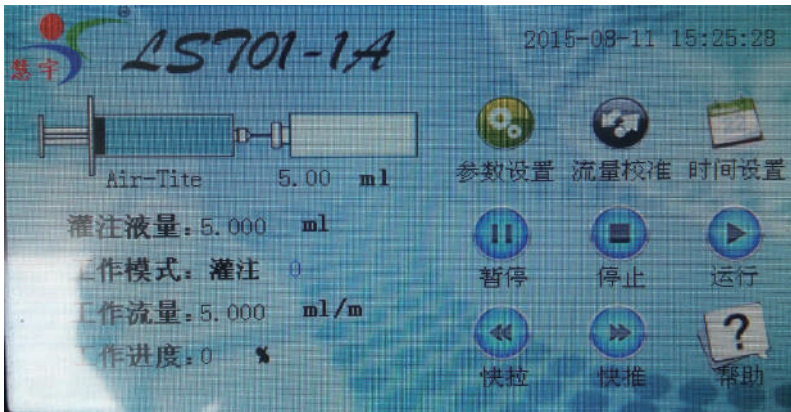 慧宇
®
LST01-1A
2015-08-11 15:25:28
Air-Tite 5.00 ml
参数设置 流量校准 时间设置
灌注液量:5.000 ml
工作模式:灌注 0
工作流量:5.000 ml/m
工作进度:0 %
暂停 停止 运行
快拉 快推 帮助